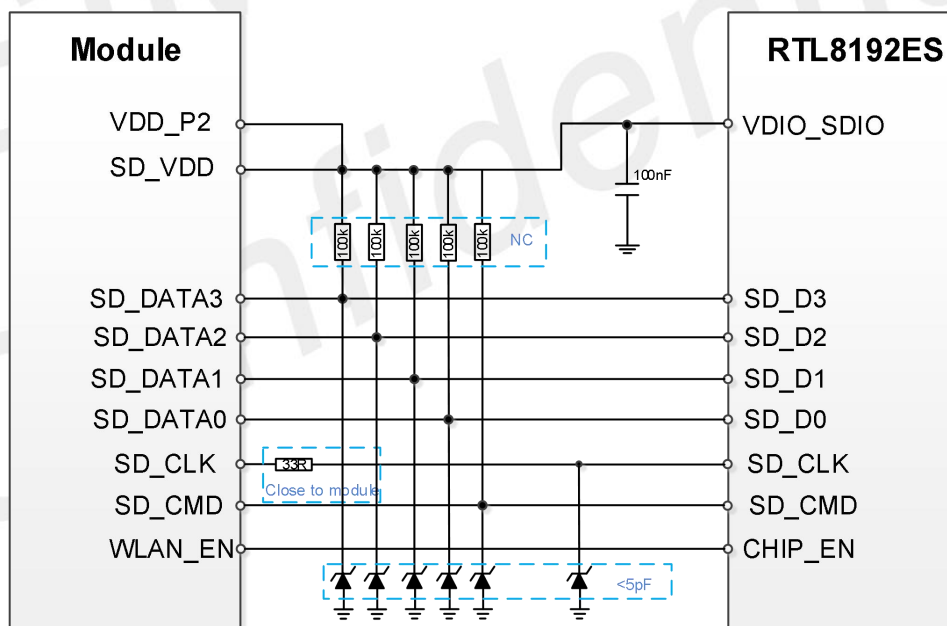 Module
RTL8192ES
VDD_P2
VDIO_SDIO
SD_VDD
100nF
100k
100k
100k
100k
100k
NC
SD_DATA3
SD_D3
SD_DATA2
SD_D2
SD_DATA1
SD_D1
SD_DATA0
SD_D0
SD_CLK
33R
SD_CLK
Close to module
SD_CMD
SD_CMD
WLAN_EN
CHIP_EN
<5pF